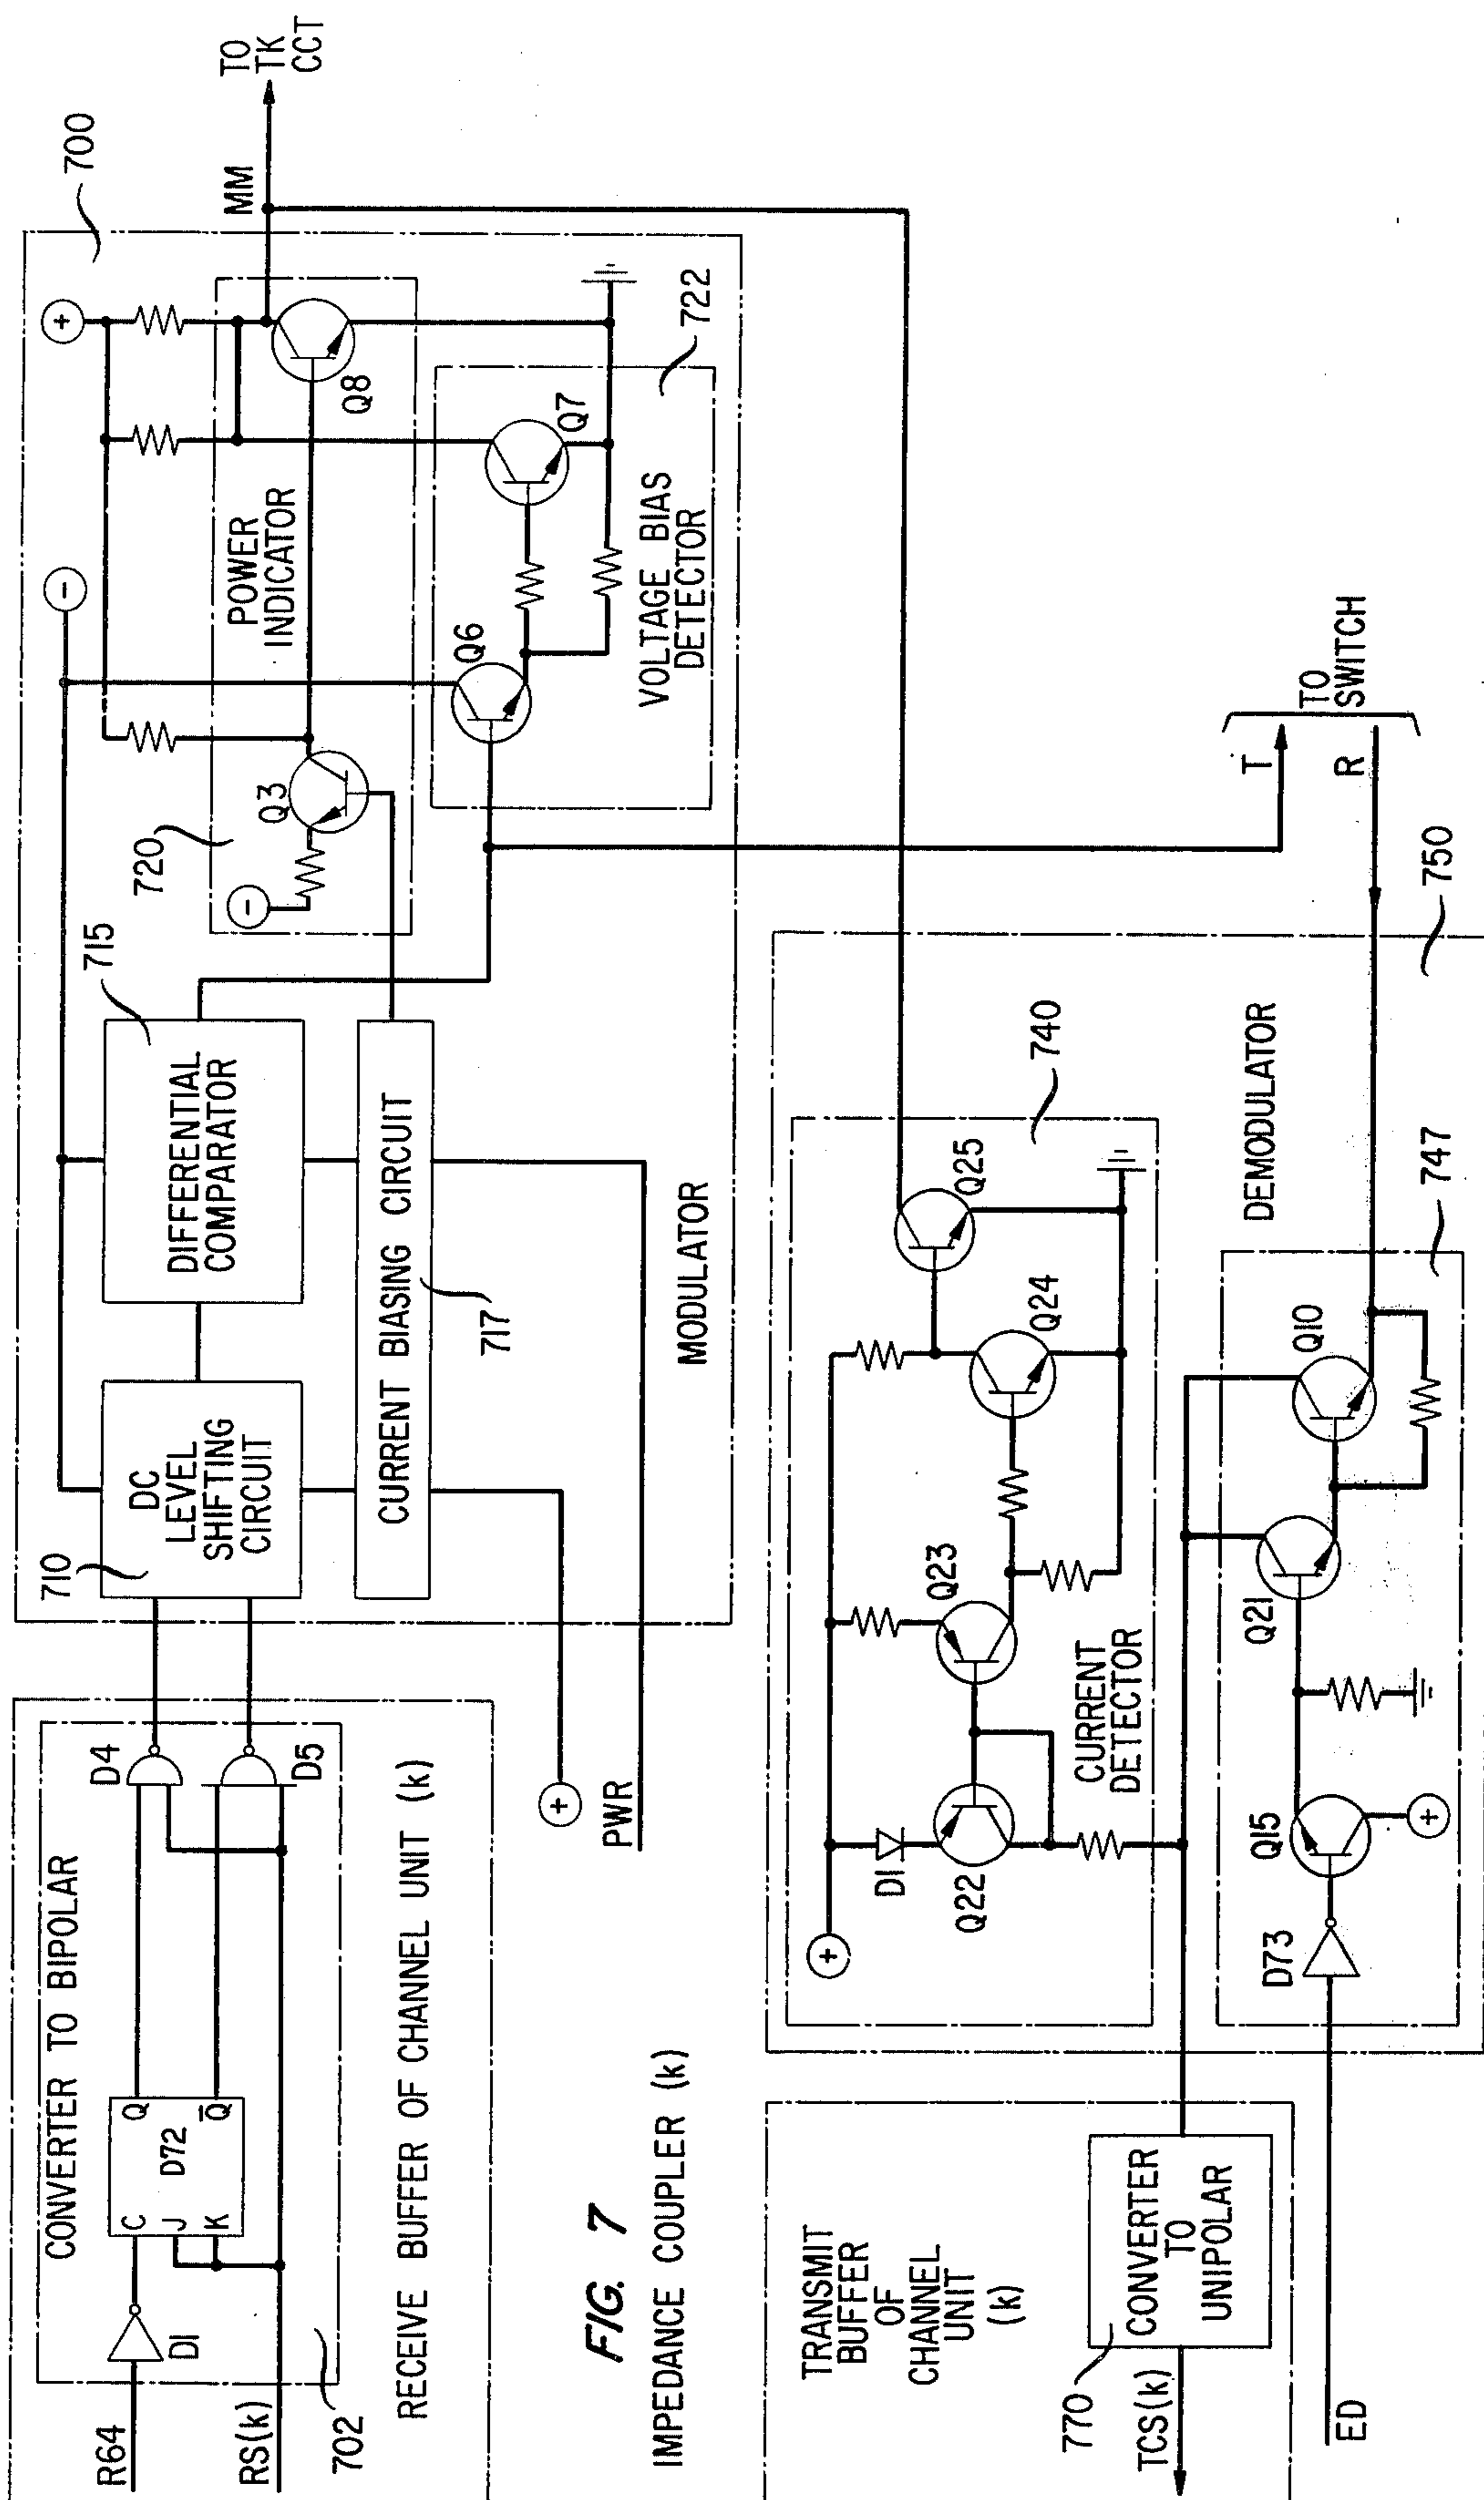 R64
RS(k)
702
D1
CONVERTER TO BIPOLAR
C
J
K
Q
Q̅
D72
D4
D5
RECEIVE BUFFER OF CHANNEL UNIT (k)
710
DC
LEVEL
SHIFTING
CIRCUIT
715
DIFFERENTIAL
COMPARATOR
CURRENT BIASING CIRCUIT
717
MODULATOR
+
PWR
720
-
Q3
POWER
INDICATOR
-
+
Q8
Q6
Q7
VOLTAGE BIAS
DETECTOR
722
700
MM
TO
TK
CCT
FIG. 7
IMPEDANCE COUPLER (k)
TRANSMIT
BUFFER
OF
CHANNEL
UNIT
(k)
770
CONVERTER
TO
UNIPOLAR
TCS(k)
ED
+
D1
Q22
Q23
Q24
Q25
CURRENT
DETECTOR
740
DEMODULATOR
750
D73
Q15
+
Q21
Q10
747
T
R
TO
SWITCH